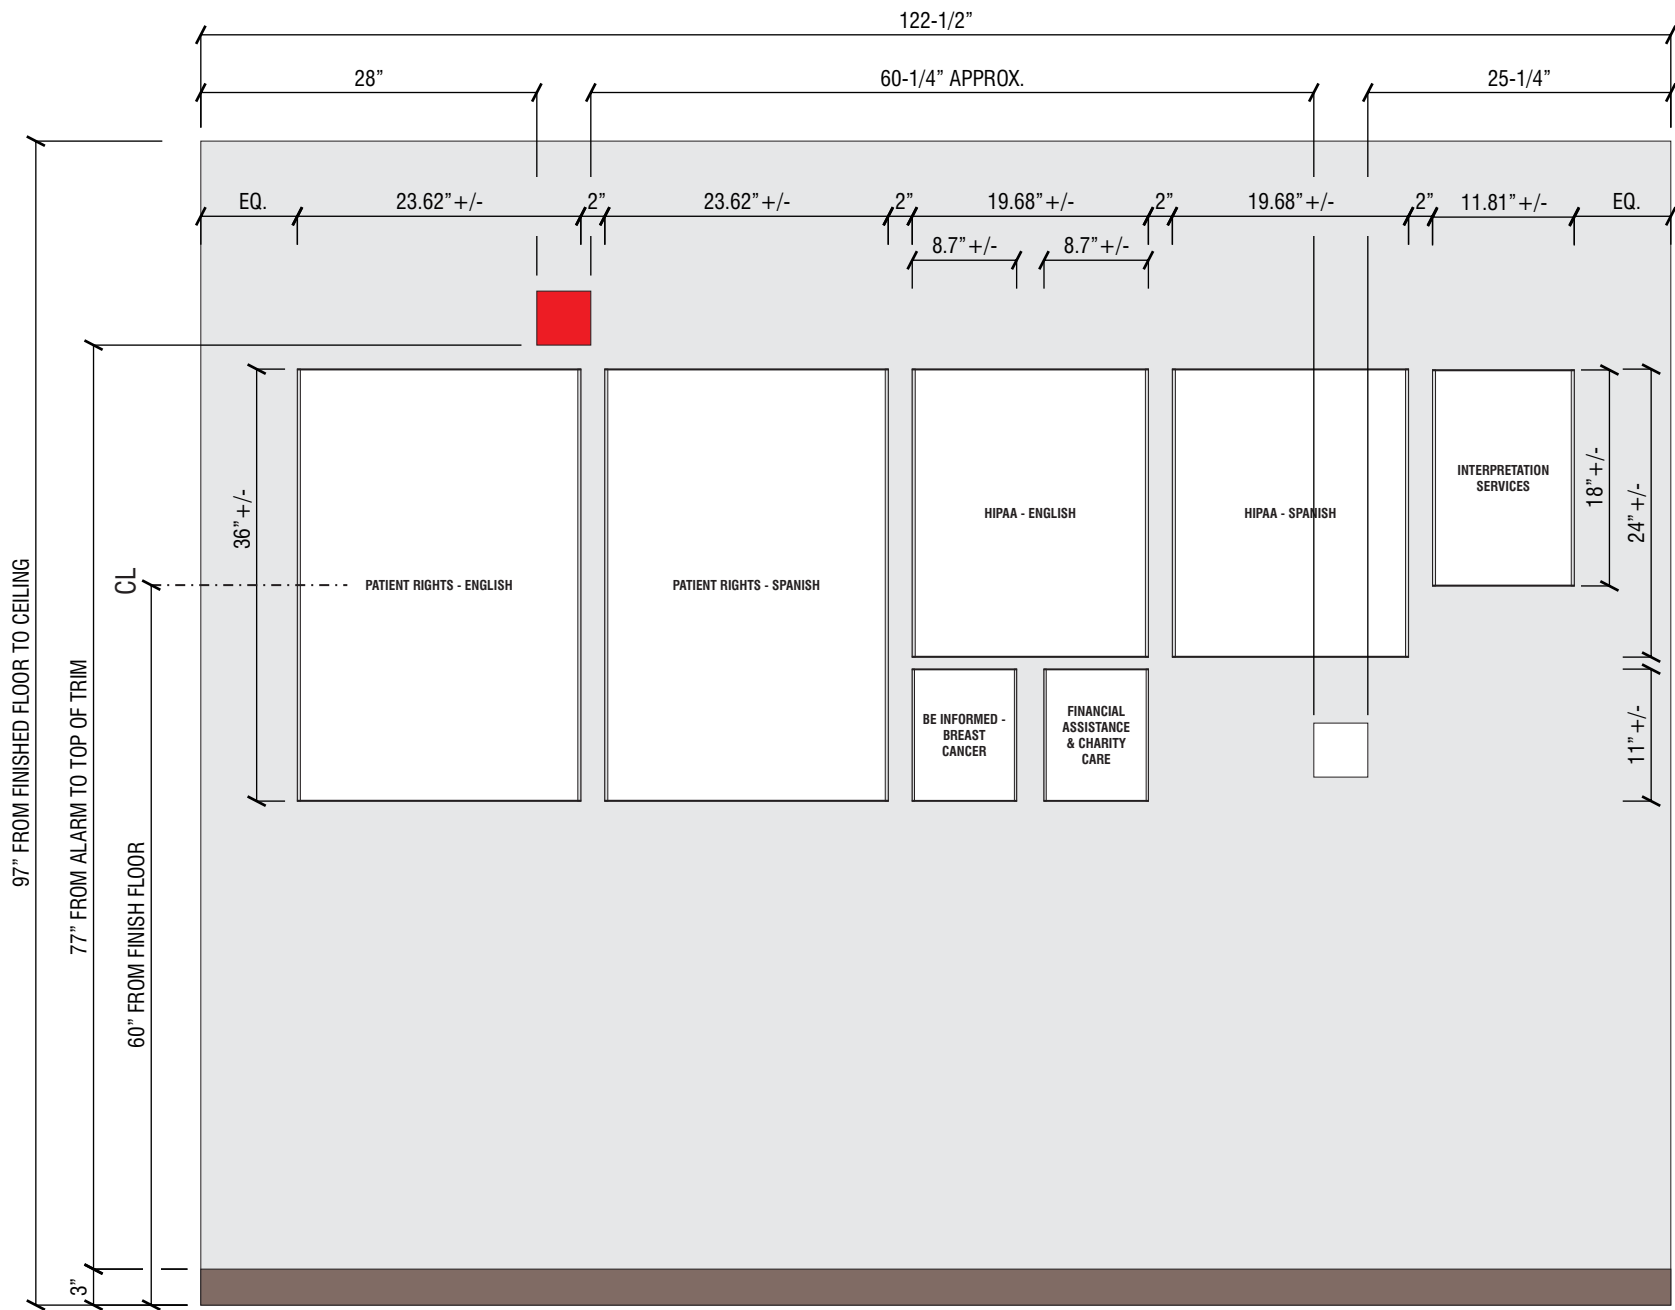 122-1/2”
28”
60-1/4” APPROX.
25-1/4”
EQ.
23.62” +/-
2”
23.62” +/-
2”
19.68” +/-
2”
19.68” +/-
2”
11.81” +/-
EQ.
8.7” +/-
8.7” +/-
97” FROM FINISHED FLOOR TO CEILING
77” FROM ALARM TO TOP OF TRIM
60” FROM FINISH FLOOR
3”
CL
36” +/-
PATIENT RIGHTS - ENGLISH
PATIENT RIGHTS - SPANISH
HIPAA - ENGLISH
HIPAA - SPANISH
INTERPRETATION
SERVICES
18” +/-
24” +/-
BE INFORMED -
BREAST
CANCER
FINANCIAL
ASSISTANCE
& CHARITY
CARE
11” +/-